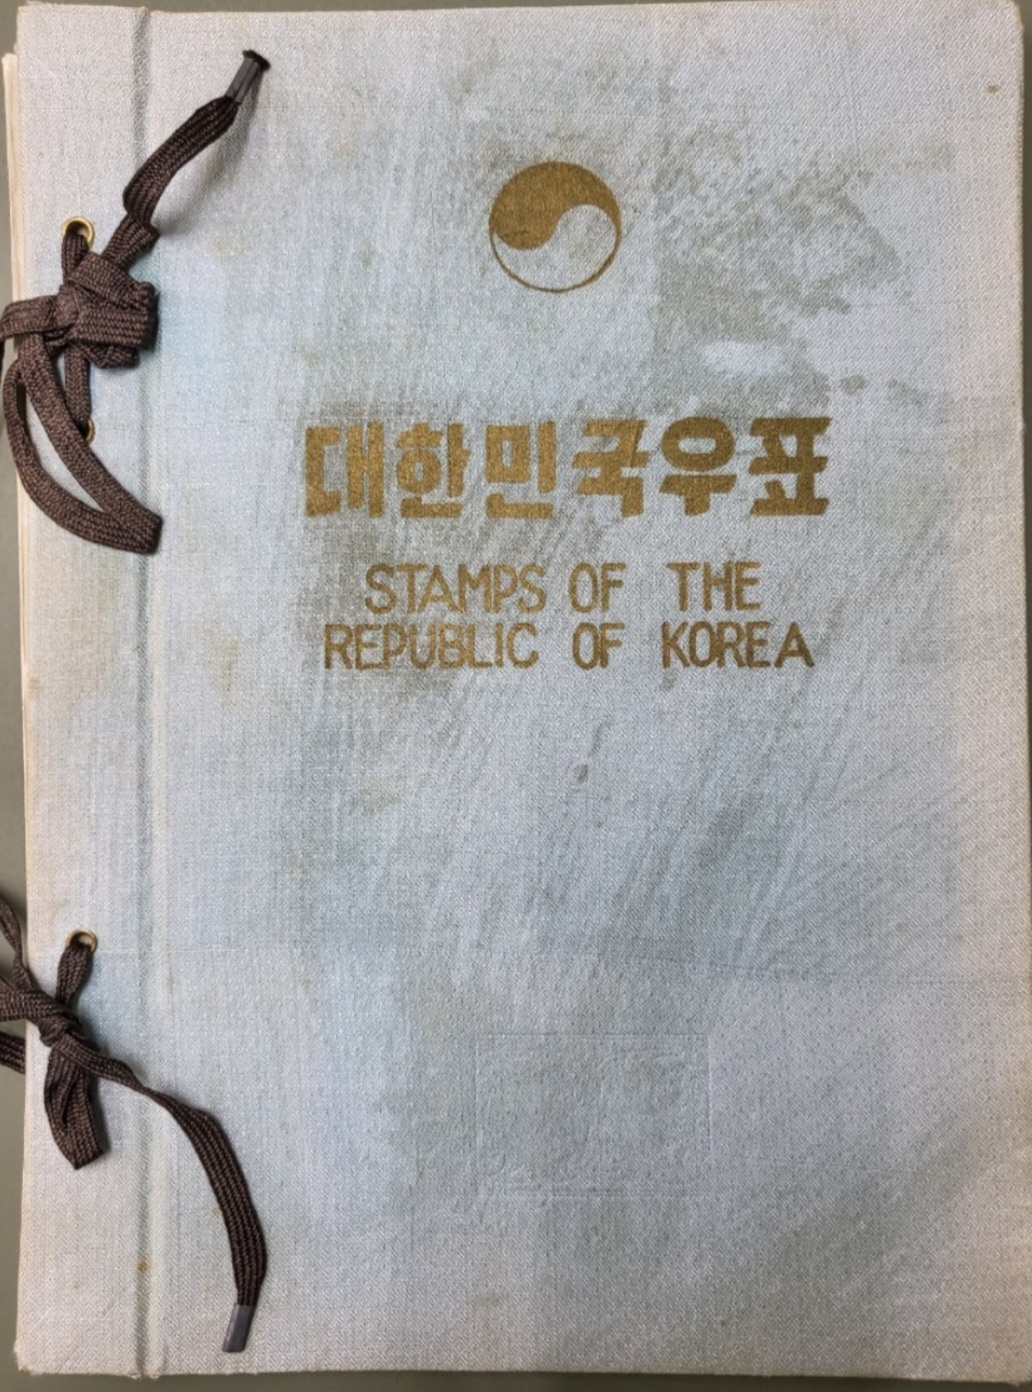 대한민국우표
STAMPS OF THE
REPUBLIC OF KOREA